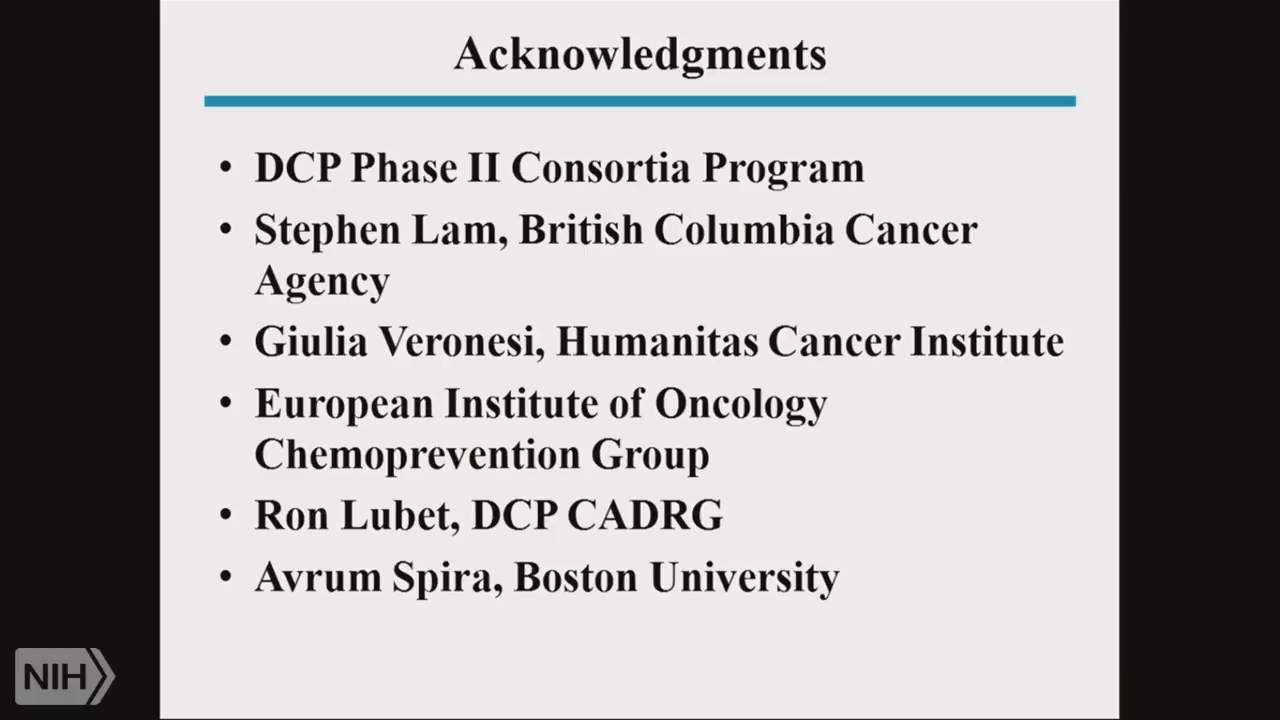 Acknowledgments
• DCP Phase II Consortia Program
• Stephen Lam, British Columbia Cancer
Agency
• Giulia Veronesi, Humanitas Cancer Institute
• European Institute of Oncology
Chemoprevention Group
• Ron Lubet, DCP CADRG
• Avrum Spira, Boston University
NIH